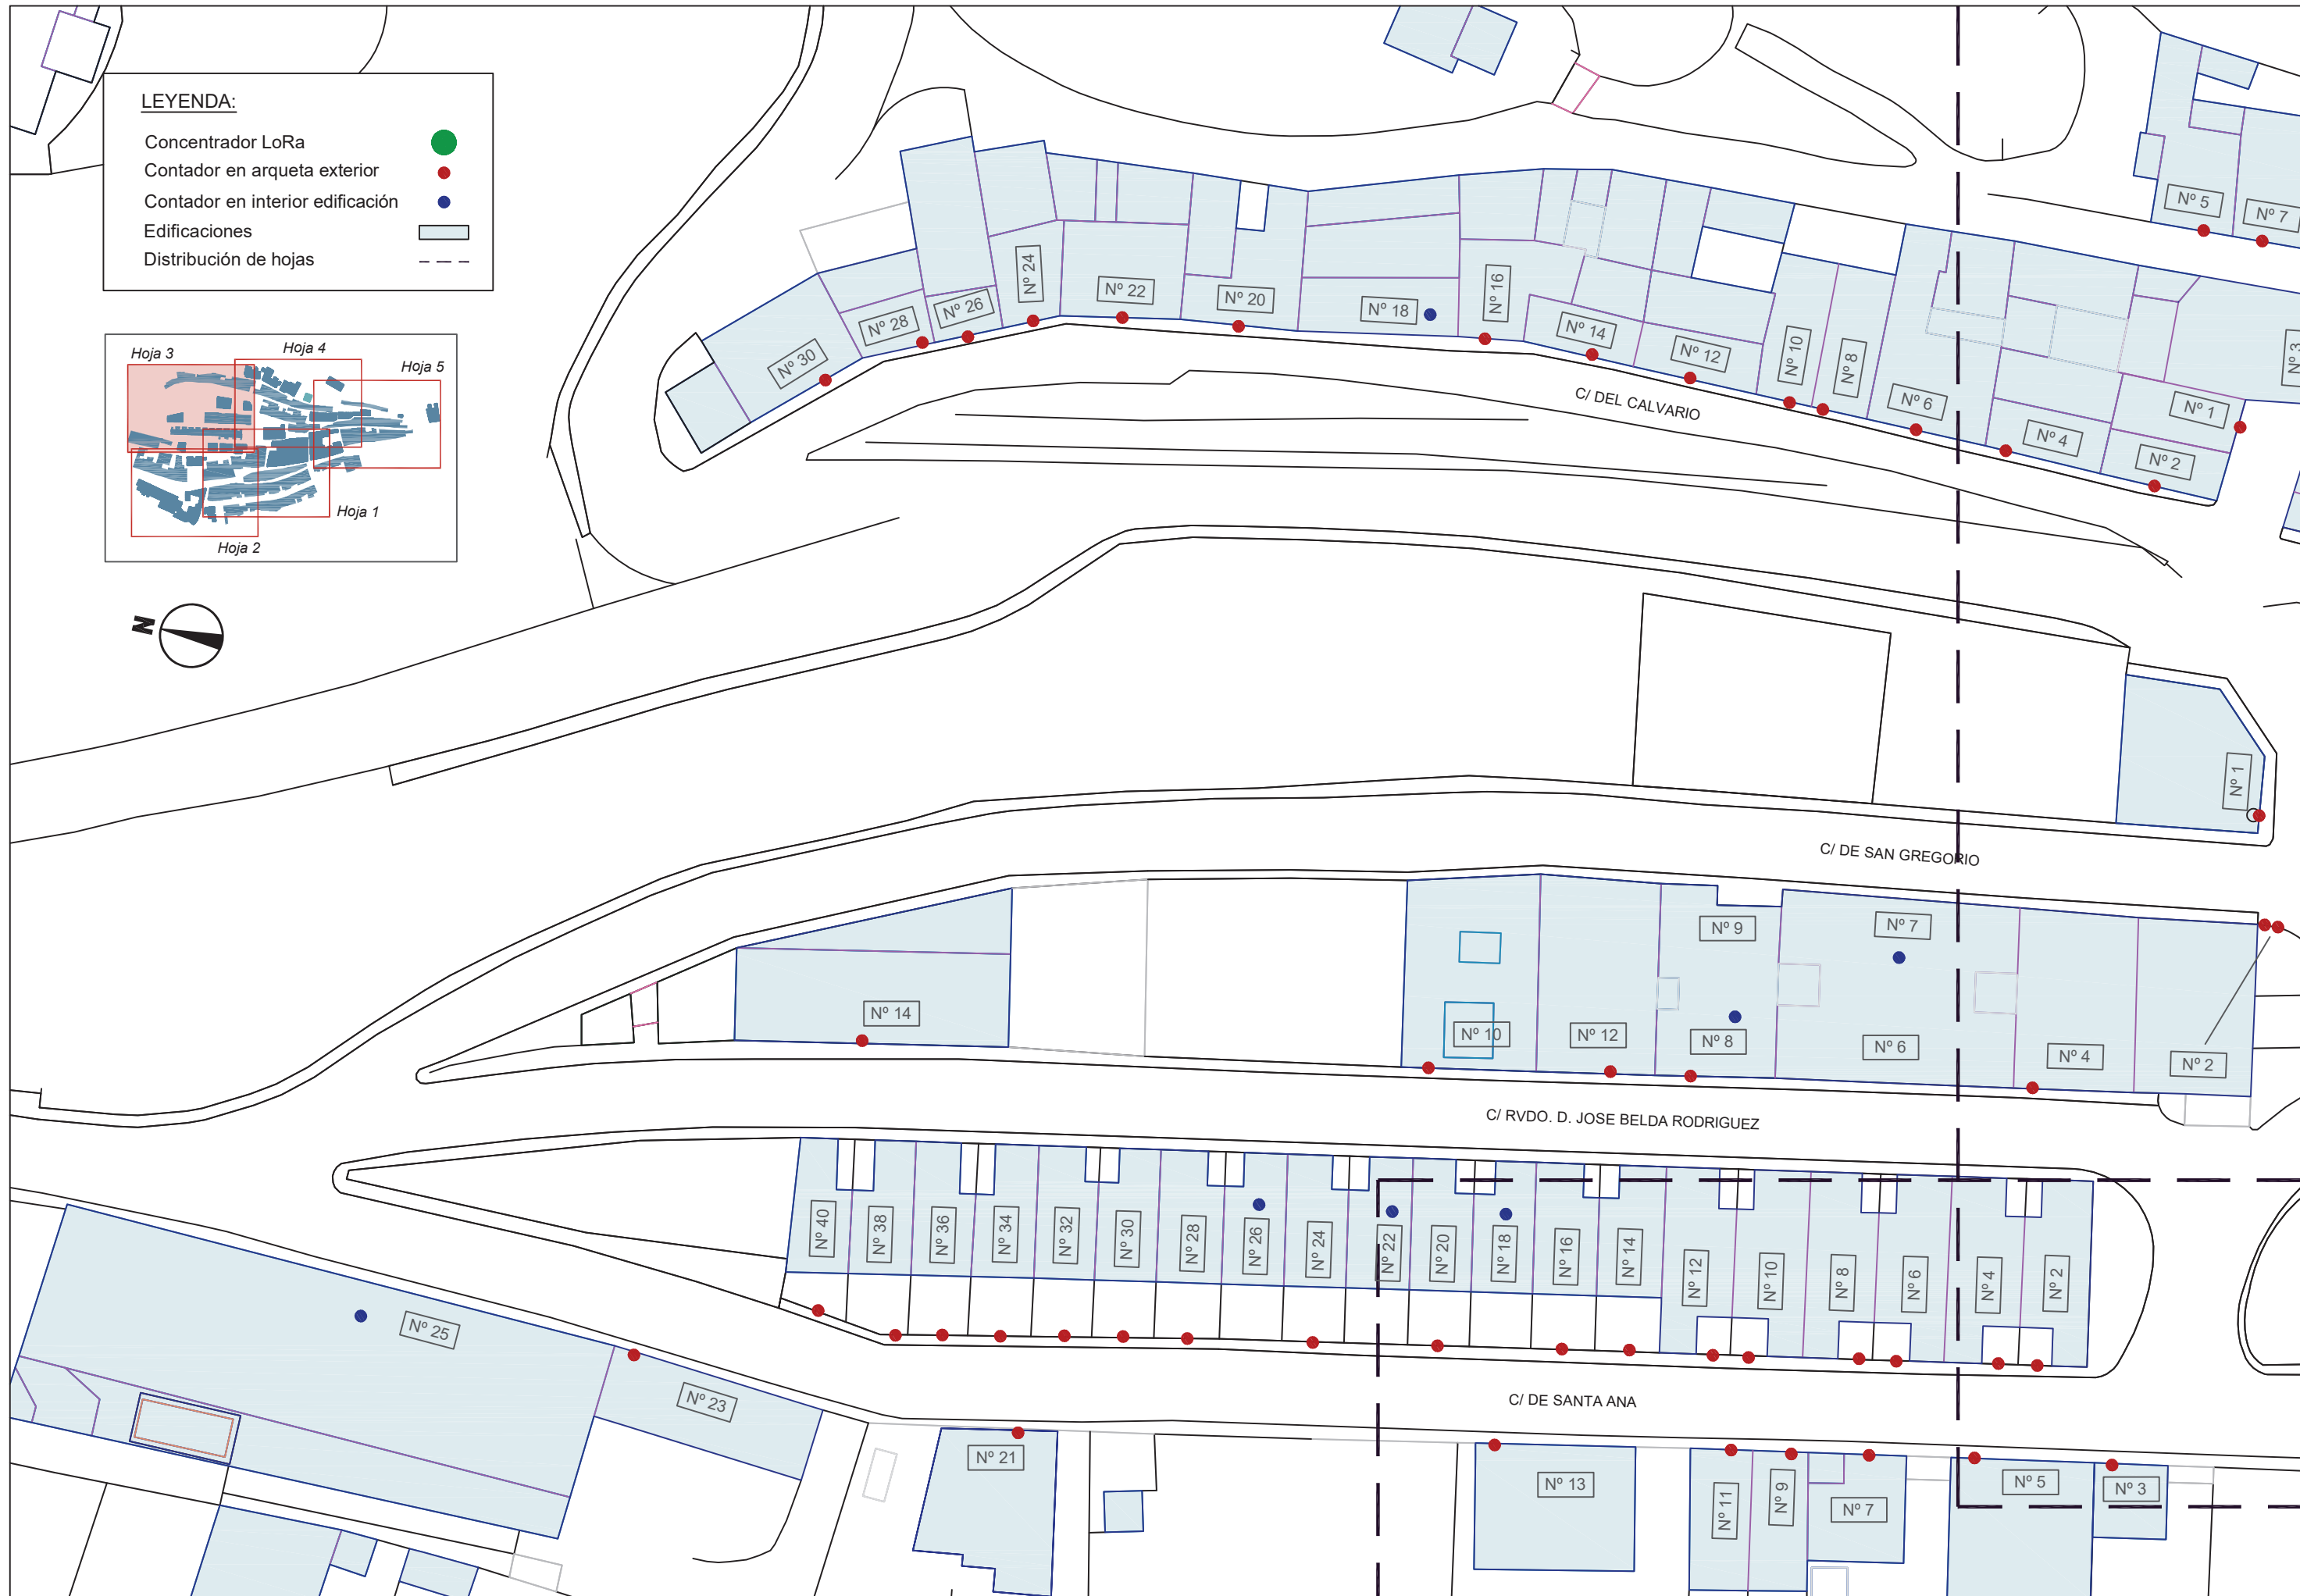 LEYENDA:
Concentrador LoRa
Contador en arqueta exterior
Contador en interior edificación
Edificaciones
Distribución de hojas
Hoja 3
Hoja 4
Hoja 5
Hoja 1
Hoja 2
N
Nº 5
Nº 7
Nº 30
Nº 28
Nº 26
Nº 24
Nº 22
Nº 20
Nº 18
Nº 16
Nº 14
Nº 12
Nº 10
Nº 8
Nº 6
Nº 4
Nº 2
Nº 1
Nº 3
C/ DEL CALVARIO
Nº 1
C/ DE SAN GREGORIO
Nº 9
Nº 7
Nº 14
Nº 10
Nº 12
Nº 8
Nº 6
Nº 4
Nº 2
C/ RVDO. D. JOSE BELDA RODRIGUEZ
Nº 40
Nº 38
Nº 36
Nº 34
Nº 32
Nº 30
Nº 28
Nº 26
Nº 24
Nº 22
Nº 20
Nº 18
Nº 16
Nº 14
Nº 12
Nº 10
Nº 8
Nº 6
Nº 4
Nº 2
Nº 25
Nº 23
C/ DE SANTA ANA
Nº 21
Nº 13
Nº 11
Nº 9
Nº 7
Nº 5
Nº 3